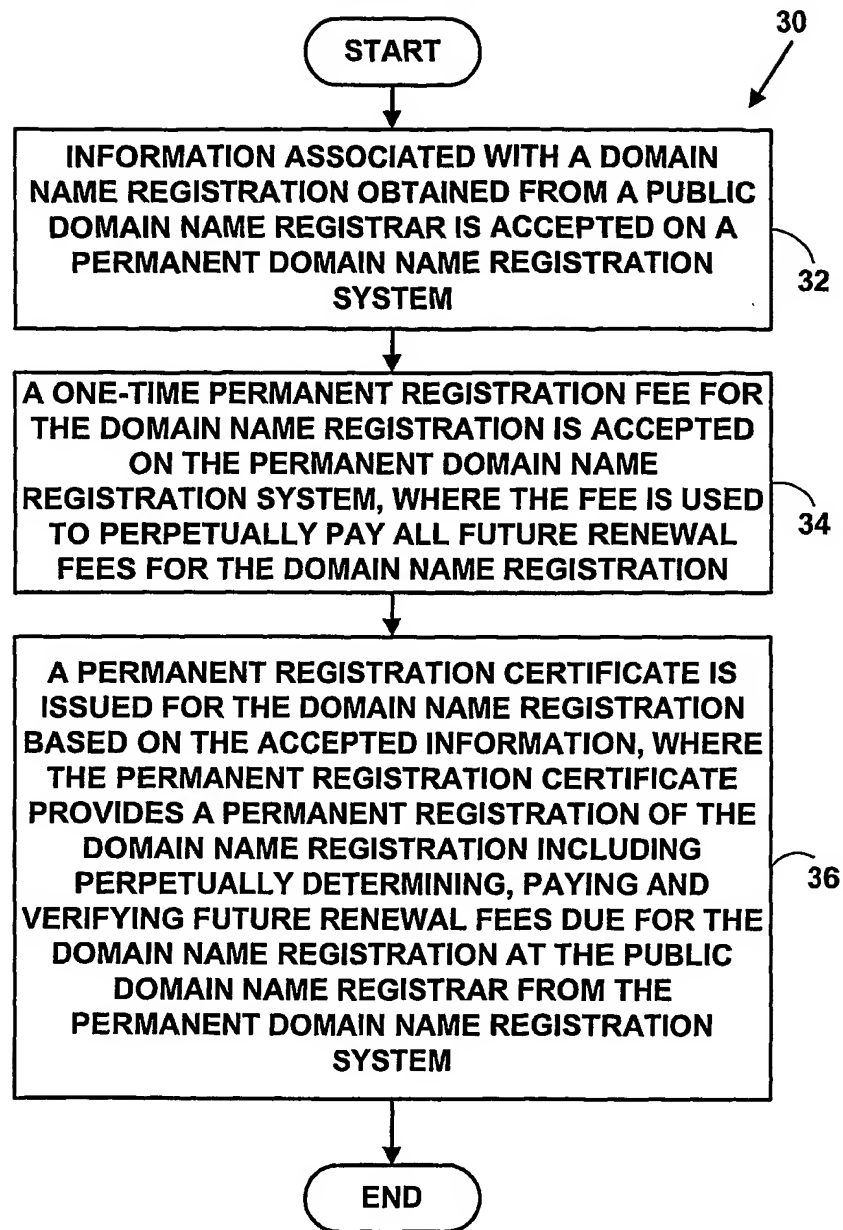 30
START
INFORMATION ASSOCIATED WITH A DOMAIN
NAME REGISTRATION OBTAINED FROM A PUBLIC
DOMAIN NAME REGISTRAR IS ACCEPTED ON A
PERMANENT DOMAIN NAME REGISTRATION
SYSTEM
32
A ONE-TIME PERMANENT REGISTRATION FEE FOR
THE DOMAIN NAME REGISTRATION IS ACCEPTED
ON THE PERMANENT DOMAIN NAME
REGISTRATION SYSTEM, WHERE THE FEE IS USED
TO PERPETUALLY PAY ALL FUTURE RENEWAL
FEES FOR THE DOMAIN NAME REGISTRATION
34
A PERMANENT REGISTRATION CERTIFICATE IS
ISSUED FOR THE DOMAIN NAME REGISTRATION
BASED ON THE ACCEPTED INFORMATION, WHERE
THE PERMANENT REGISTRATION CERTIFICATE
PROVIDES A PERMANENT REGISTRATION OF THE
DOMAIN NAME REGISTRATION INCLUDING
PERPETUALLY DETERMINING, PAYING AND
VERIFYING FUTURE RENEWAL FEES DUE FOR THE
DOMAIN NAME REGISTRATION AT THE PUBLIC
DOMAIN NAME REGISTRAR FROM THE
PERMANENT DOMAIN NAME REGISTRATION
SYSTEM
36
END